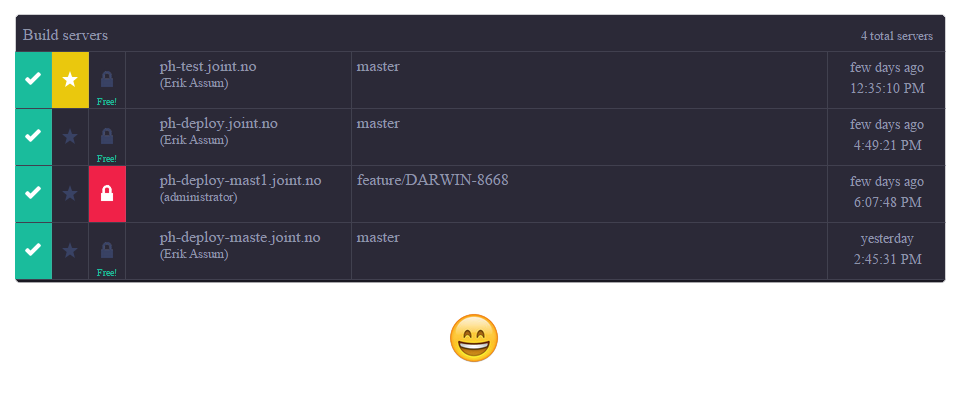 Build servers
4 total servers
ph-test.joint.no
master
few days ago
(Erik Assum)
12:35:10 PM
Free!
ph-deploy.joint.no
master
few days ago
(Erik Assum)
4:49:21 PM
Free!
ph-deploy-mast1.joint.no
feature/DARWIN-8668
few days ago
(administrator)
6:07:48 PM
ph-deploy-maste.joint.no
master
yesterday
(Erik Assum)
2:45:31 PM
Free!